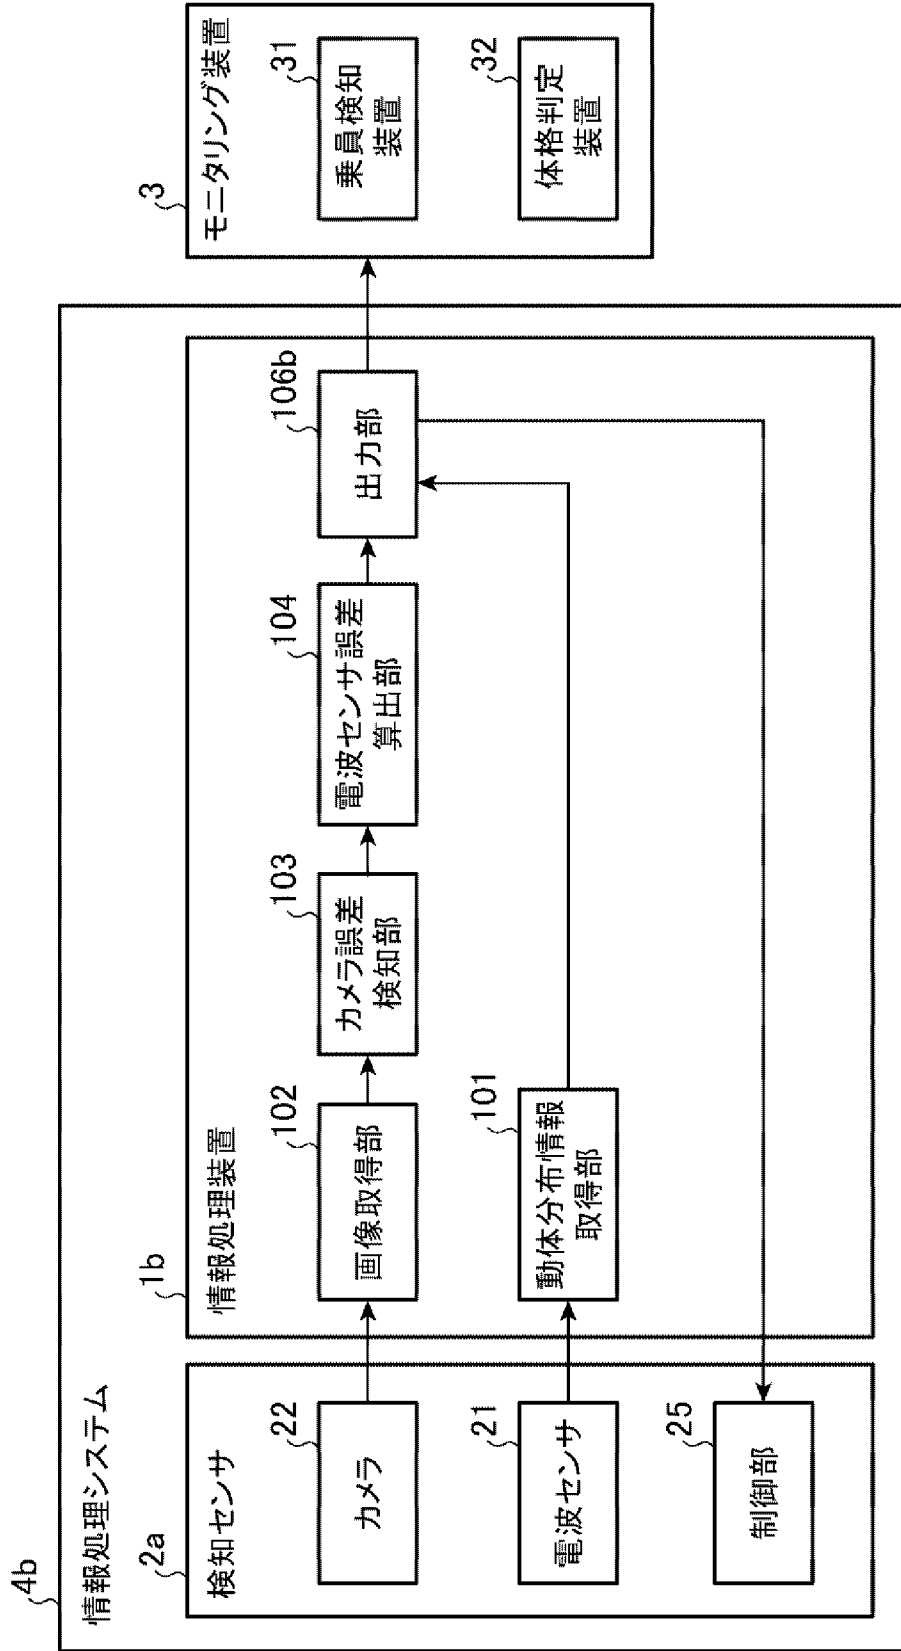 4b
情報処理システム
2a
検知センサ
22
カメラ
21
電波センサ
25
制御部
1b
情報処理装置
102
画像取得部
103
カメラ誤差
検知部
104
電波センサ誤差
算出部
106b
出力部
101
動体分布情報
取得部
3
モニタリング装置
31
乗員検知
装置
32
体格判定
装置